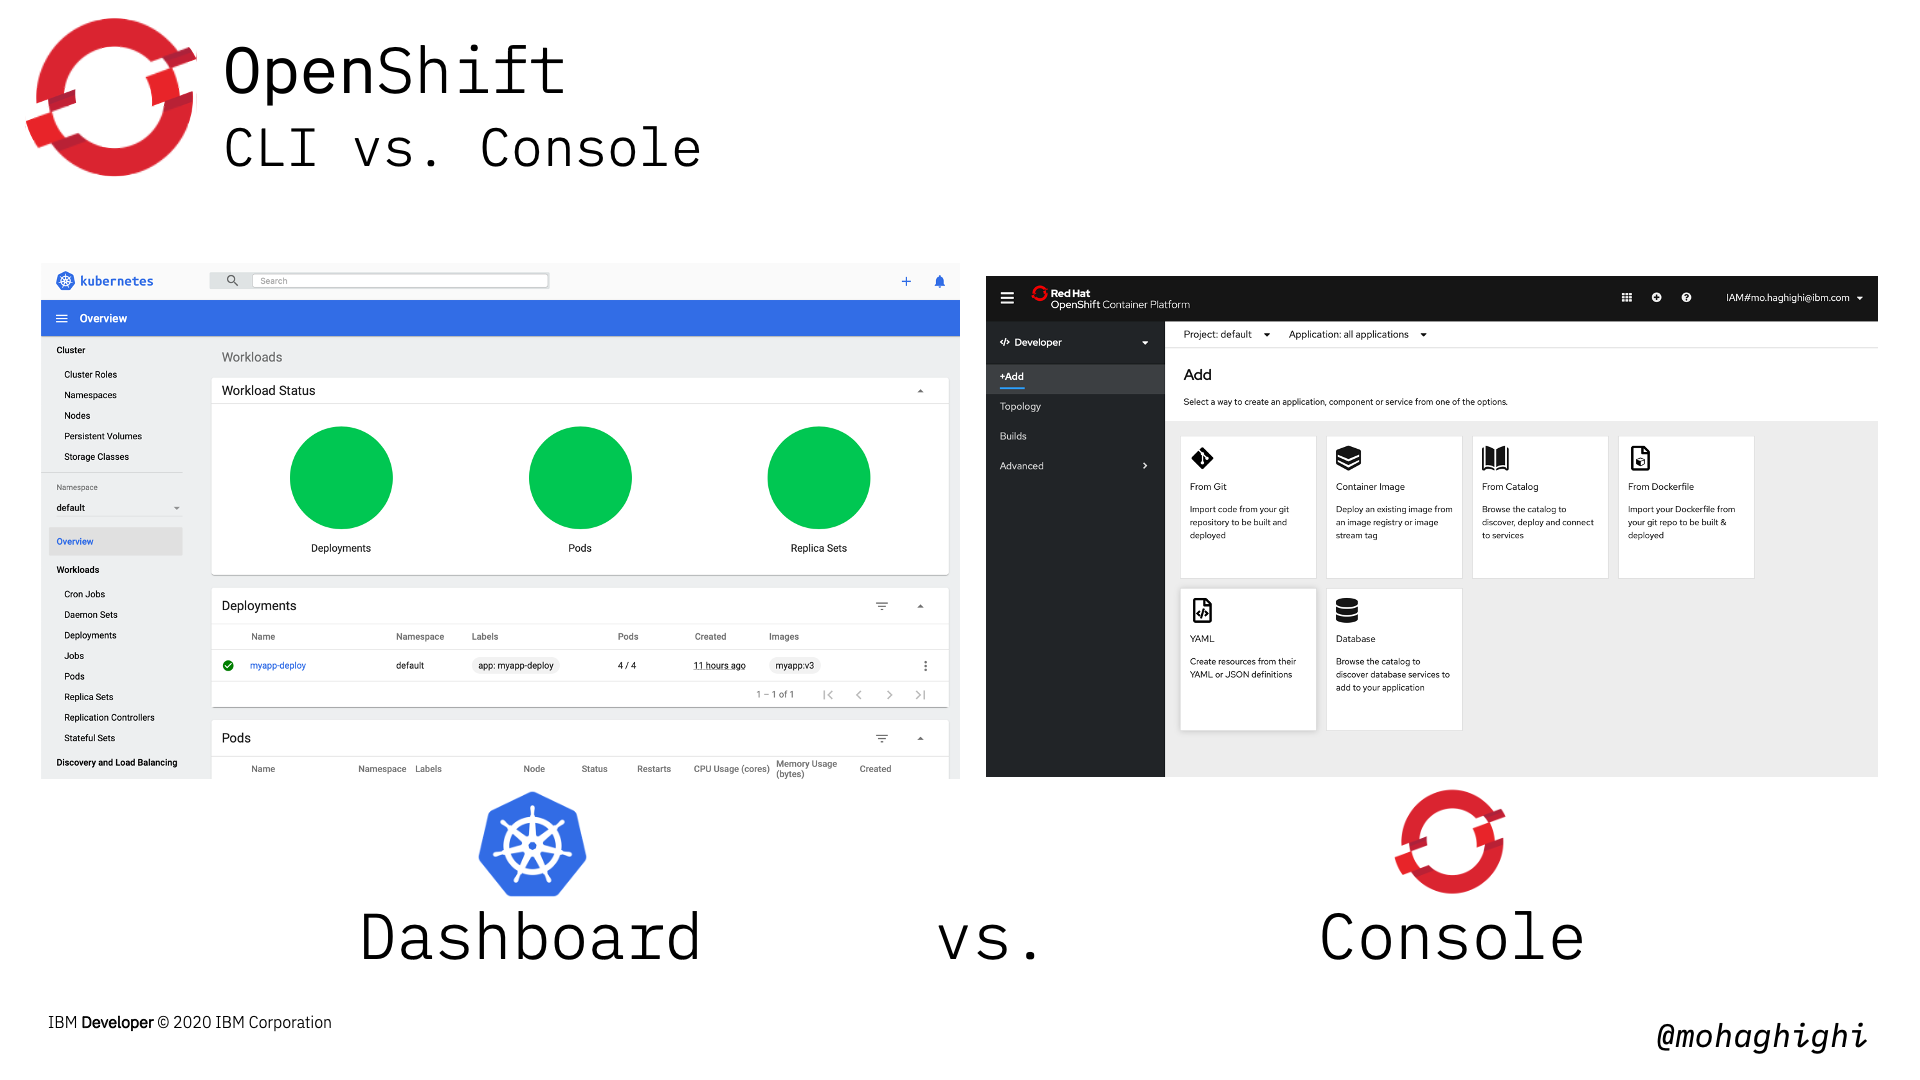 OpenShift
CLI vs. Console
kubernetes
Search
Overview
Cluster
Cluster Roles
Namespaces
Nodes
Persistent Volumes
Storage Classes
Namespace
default
Overview
Workloads
Cron Jobs
Daemon Sets
Deployments
Jobs
Pods
Replica Sets
Replication Controllers
Stateful Sets
Discovery and Load Balancing
Workloads
Workload Status
Deployments Pods Replica Sets
Deployments
Name Namespace Labels Pods Created Images
myapp-deploy default app: myapp-deploy 4 / 4 11 hours ago myapp:v3
1 – 1 of 1
Pods
Name Namespace Labels Node Status Restarts CPU Usage (cores) Memory Usage (bytes) Created
Red Hat
OpenShift Container Platform
IAM#mo.haghighi@ibm.com
Developer
+Add
Topology
Builds
Advanced
Project: default Application: all applications
Add
Select a way to create an application, component or service from one of the options.
From Git
Import code from your git
repository to be built and
deployed
Container Image
Deploy an existing image from
an image registry or image
stream tag
From Catalog
Browse the catalog to
discover, deploy and connect
to services
From Dockerfile
Import your Dockerfile from
your git repo to be built &
deployed
YAML
Create resources from their
YAML or JSON definitions
Database
Browse the catalog to
discover database services to
add to your application
Dashboard vs. Console
IBM Developer © 2020 IBM Corporation
@mohaghighi